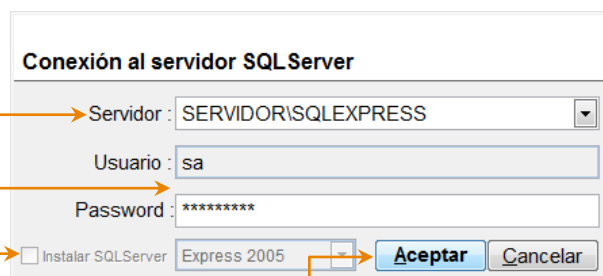 Conexión al servidor SQLServer
Servidor : SERVIDOR\SQLEXPRESS
Usuario : sa
Password : *********
Instalar SQLServer Express 2005 Aceptar Cancelar